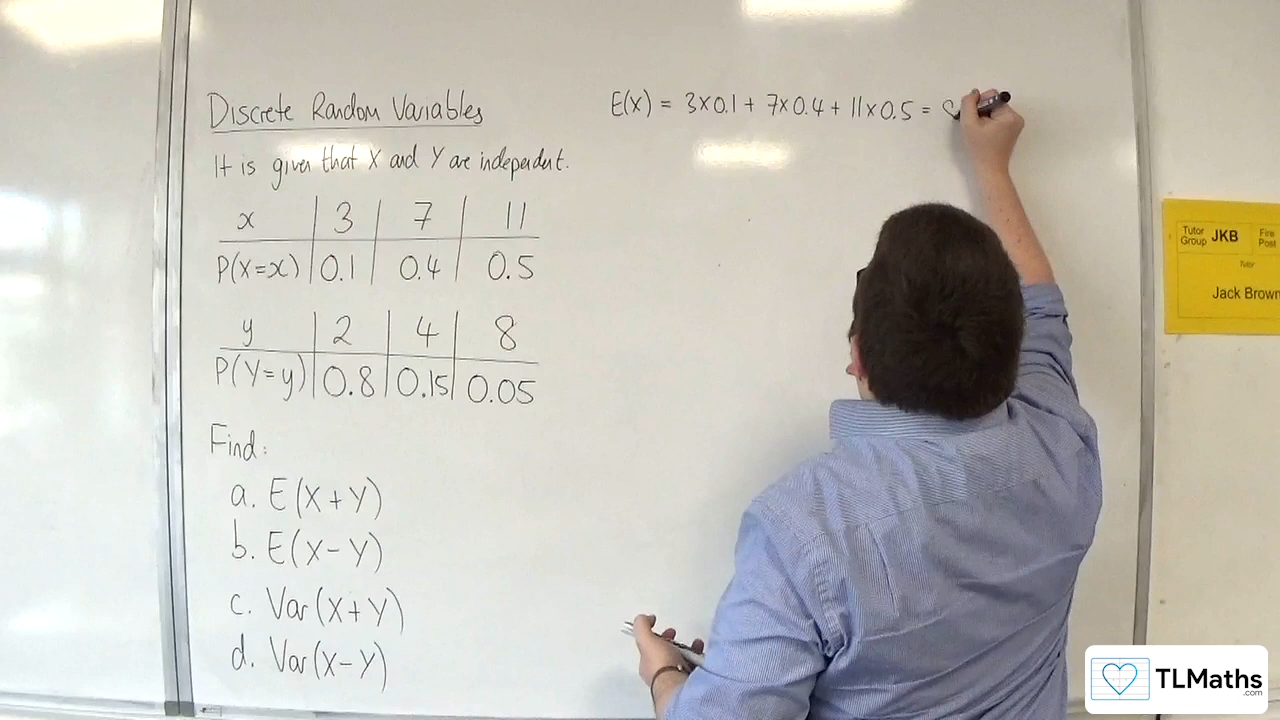 Discrete Random Variables
It is given that X and Y are independent.
x 3 7 11
P(X=x) 0.1 0.4 0.5
y 2 4 8
P(Y=y) 0.8 0.15 0.05
Find:
a. E(X+Y)
b. E(X-Y)
c. Var(X+Y)
d. Var(X-Y)
E(X) = 3×0.1 + 7×0.4 + 11×0.5 =
Tutor Group JKB Fire Post
Tutor
Jack Brown
TLMaths
.com